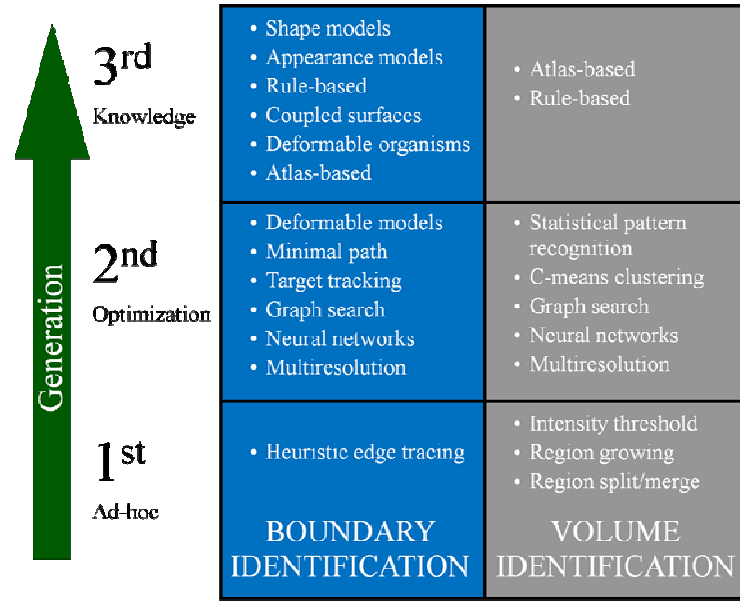 3rd
Knowledge
• Shape models
• Appearance models
• Rule-based
• Coupled surfaces
• Deformable organisms
• Atlas-based
• Atlas-based
• Rule-based
2nd
Optimization
• Deformable models
• Minimal path
• Target tracking
• Graph search
• Neural networks
• Multiresolution
• Statistical pattern
recognition
• C-means clustering
• Graph search
• Neural networks
• Multiresolution
Generation
1st
Ad-hoc
• Heuristic edge tracing
• Intensity threshold
• Region growing
• Region split/merge
BOUNDARY
IDENTIFICATION
VOLUME
IDENTIFICATION